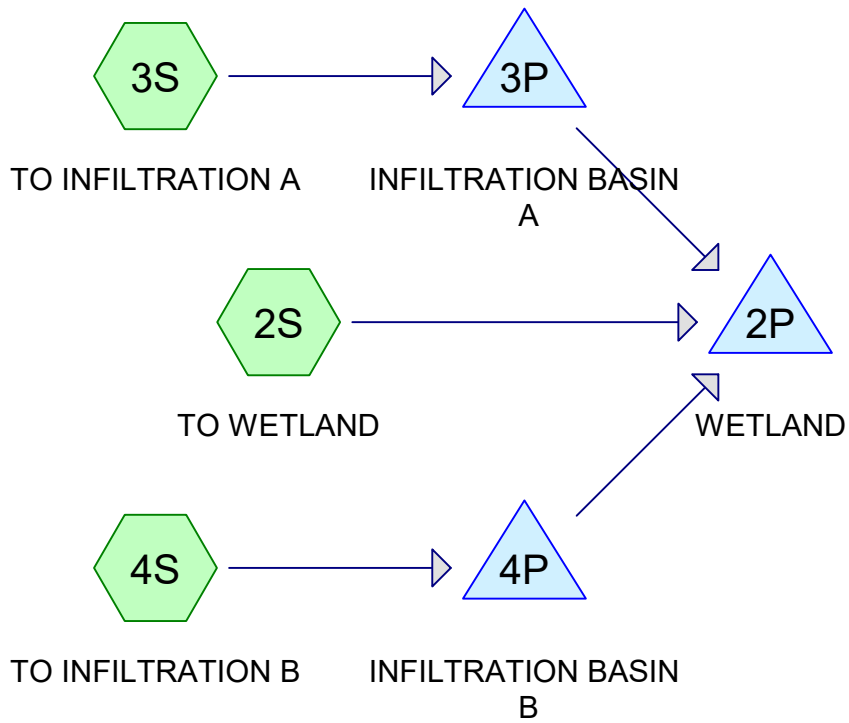 3S
3P
TO INFILTRATION A
INFILTRATION BASIN
A
2S
2P
TO WETLAND
WETLAND
4S
4P
TO INFILTRATION B
INFILTRATION BASIN
B